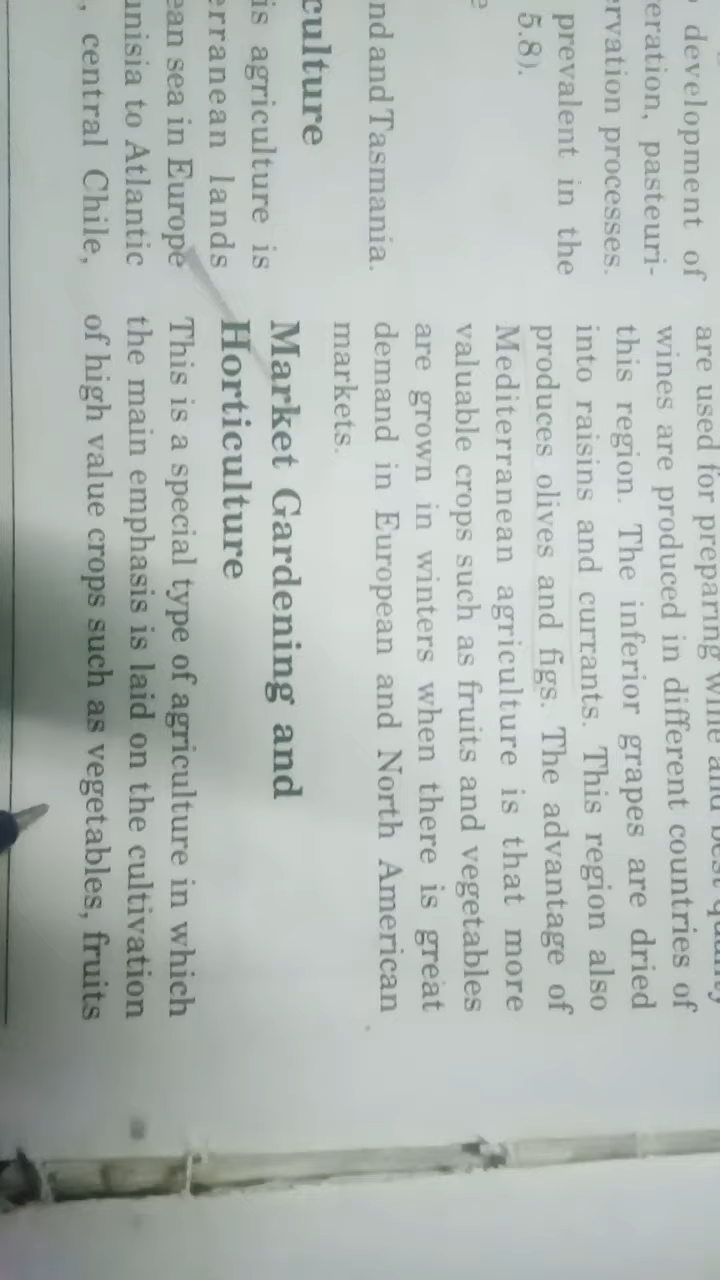 development of
eration, pasteuri-
ervation processes.
prevalent in the
5.8).
nd and Tasmania.
culture
is agriculture is
erranean lands
ean sea in Europe
unisia to Atlantic
, central Chile,
are used for preparing wine and best quality
wines are produced in different countries of
this region. The inferior grapes are dried
into raisins and currants. This region also
produces olives and figs. The advantage of
Mediterranean agriculture is that more
valuable crops such as fruits and vegetables
are grown in winters when there is great
demand in European and North American
markets.
Market Gardening and
Horticulture
This is a special type of agriculture in which
the main emphasis is laid on the cultivation
of high value crops such as vegetables, fruits